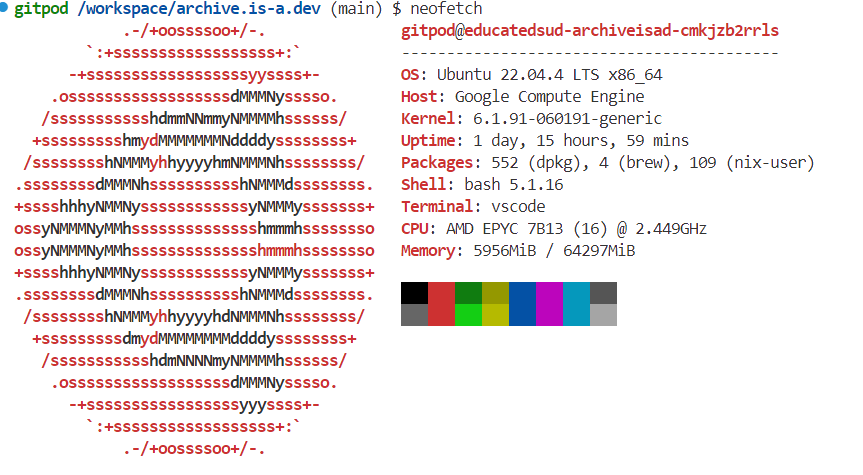 gitpod /workspace/archive.is-a.dev (main) $ neofetch
            .-/+oossssoo+/-.               gitpod@educatedsud-archiveisad-cmkjzb2rrls
        `:+ssssssssssssssssss+:`           ------------------------------------------
      -+ssssssssssssssssssyyssss+-         OS: Ubuntu 22.04.4 LTS x86_64
    .ossssssssssssssssssdMMMNysssso.       Host: Google Compute Engine
   /ssssssssssshdmmNNmmyNMMMMhssssss/      Kernel: 6.1.91-060191-generic
  +ssssssssshmydMMMMMMMNddddyssssssss+     Uptime: 1 day, 15 hours, 59 mins
 /sssssssshNMMMyhhyyyyhmNMMMNhssssssss/    Packages: 552 (dpkg), 4 (brew), 109 (nix-user)
.ssssssssdMMMNhsssssssssshNMMMdssssssss.   Shell: bash 5.1.16
+sssshhhyNMMNyssssssssssssyNMMMysssssss+   Terminal: vscode
ossyNMMMNyMMhsssssssssssssshmmmhssssssso   CPU: AMD EPYC 7B13 (16) @ 2.449GHz
ossyNMMMNyMMhsssssssssssssshmmmhssssssso   Memory: 5956MiB / 64297MiB
+sssshhhyNMMNyssssssssssssyNMMMysssssss+
.ssssssssdMMMNhsssssssssshNMMMdssssssss.
 /sssssssshNMMMyhhyyyyhdNMMMNhssssssss/
  +sssssssssdmydMMMMMMMMddddyssssssss+
   /ssssssssssshdmNNNNmyNMMMMhssssss/
    .ossssssssssssssssssdMMMNysssso.
      -+sssssssssssssssssyyyssss+-
        `:+ssssssssssssssssss+:`
            .-/+oossssoo+/-.